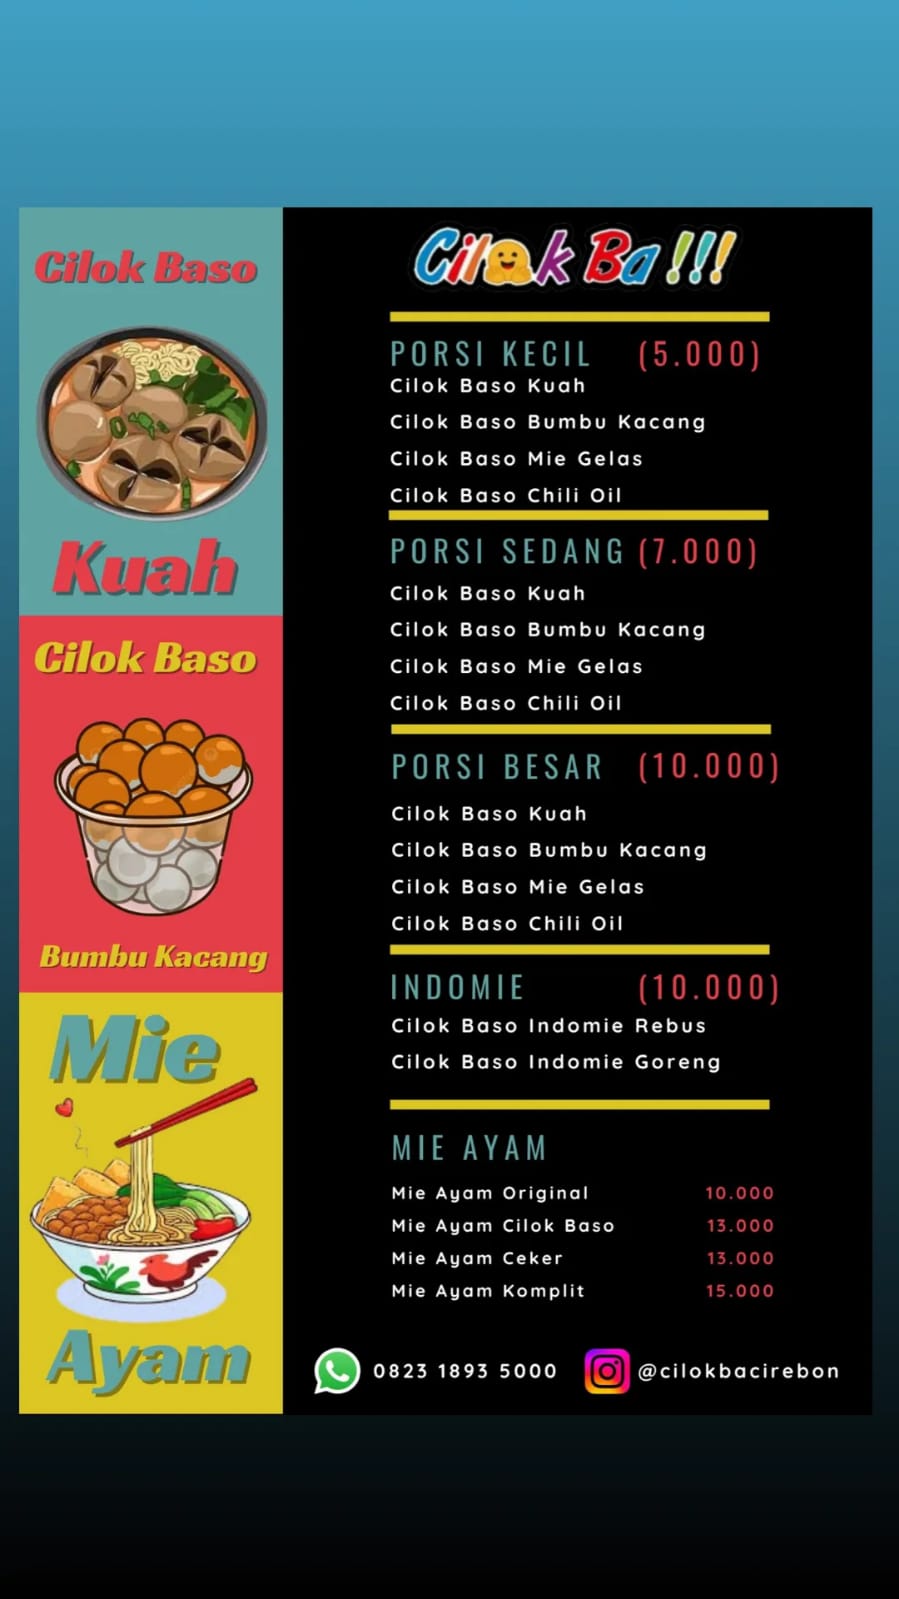 Cilok Baso
Kuah
Cilok Baso
Bumbu Kacang
Mie
Ayam
Cilok Ba!!!
PORSI KECIL (5.000)
Cilok Baso Kuah
Cilok Baso Bumbu Kacang
Cilok Baso Mie Gelas
Cilok Baso Chili Oil
PORSI SEDANG (7.000)
Cilok Baso Kuah
Cilok Baso Bumbu Kacang
Cilok Baso Mie Gelas
Cilok Baso Chili Oil
PORSI BESAR (10.000)
Cilok Baso Kuah
Cilok Baso Bumbu Kacang
Cilok Baso Mie Gelas
Cilok Baso Chili Oil
INDOMIE (10.000)
Cilok Baso Indomie Rebus
Cilok Baso Indomie Goreng
MIE AYAM
Mie Ayam Original 10.000
Mie Ayam Cilok Baso 13.000
Mie Ayam Ceker 13.000
Mie Ayam Komplit 15.000
0823 1893 5000 @cilokbacirebon